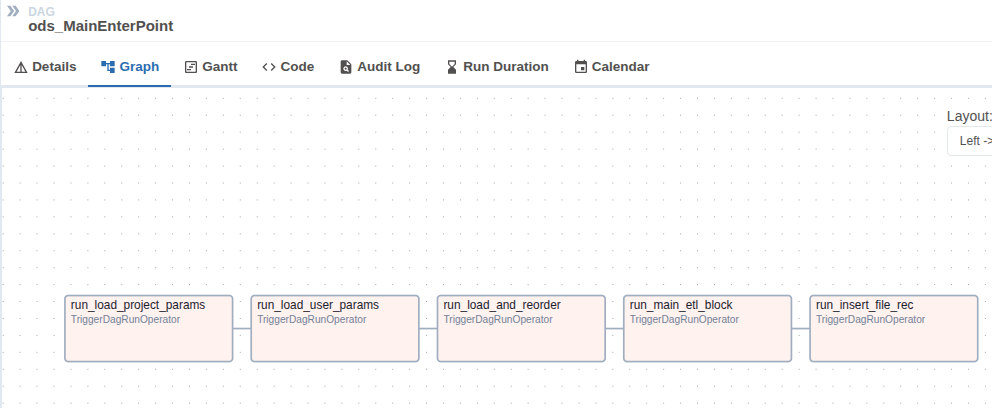 DAG
ods_MainEnterPoint
Details Graph Gantt Code Audit Log Run Duration Calendar
Layout:
Left ->
run_load_project_params
TriggerDagRunOperator
run_load_user_params
TriggerDagRunOperator
run_load_and_reorder
TriggerDagRunOperator
run_main_etl_block
TriggerDagRunOperator
run_insert_file_rec
TriggerDagRunOperator